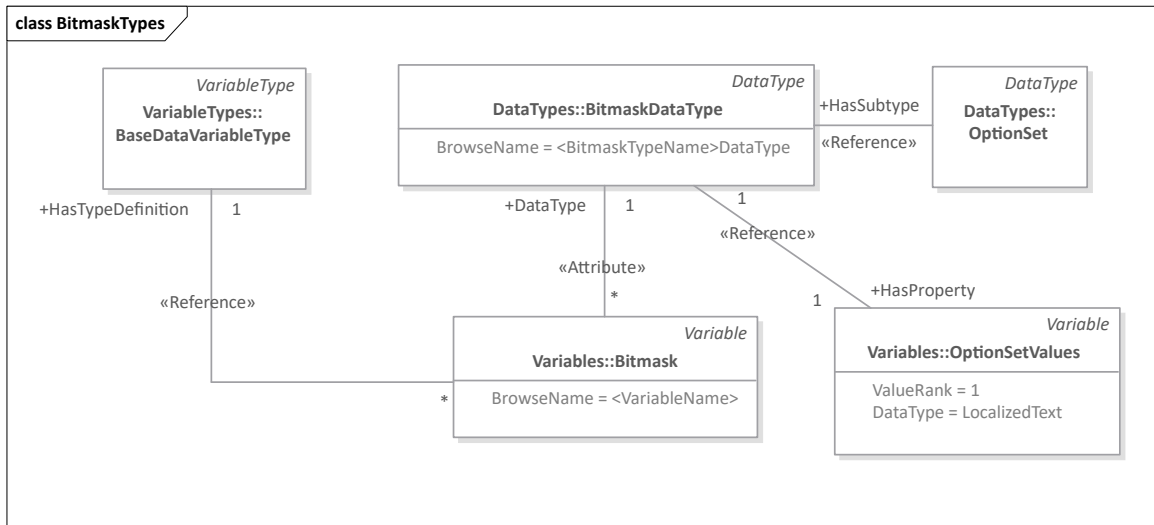 class BitmaskTypes
VariableType
VariableTypes::
BaseDataVariableType
DataType
DataTypes::BitmaskDataType
BrowseName = <BitmaskTypeName>DataType
+HasSubtype
«Reference»
DataType
DataTypes::
OptionSet
+HasTypeDefinition
1
+DataType
1
1
«Reference»
«Attribute»
«Reference»
*
+HasProperty
1
Variable
Variables::Bitmask
BrowseName = <VariableName>
*
Variable
Variables::OptionSetValues
ValueRank = 1
DataType = LocalizedText